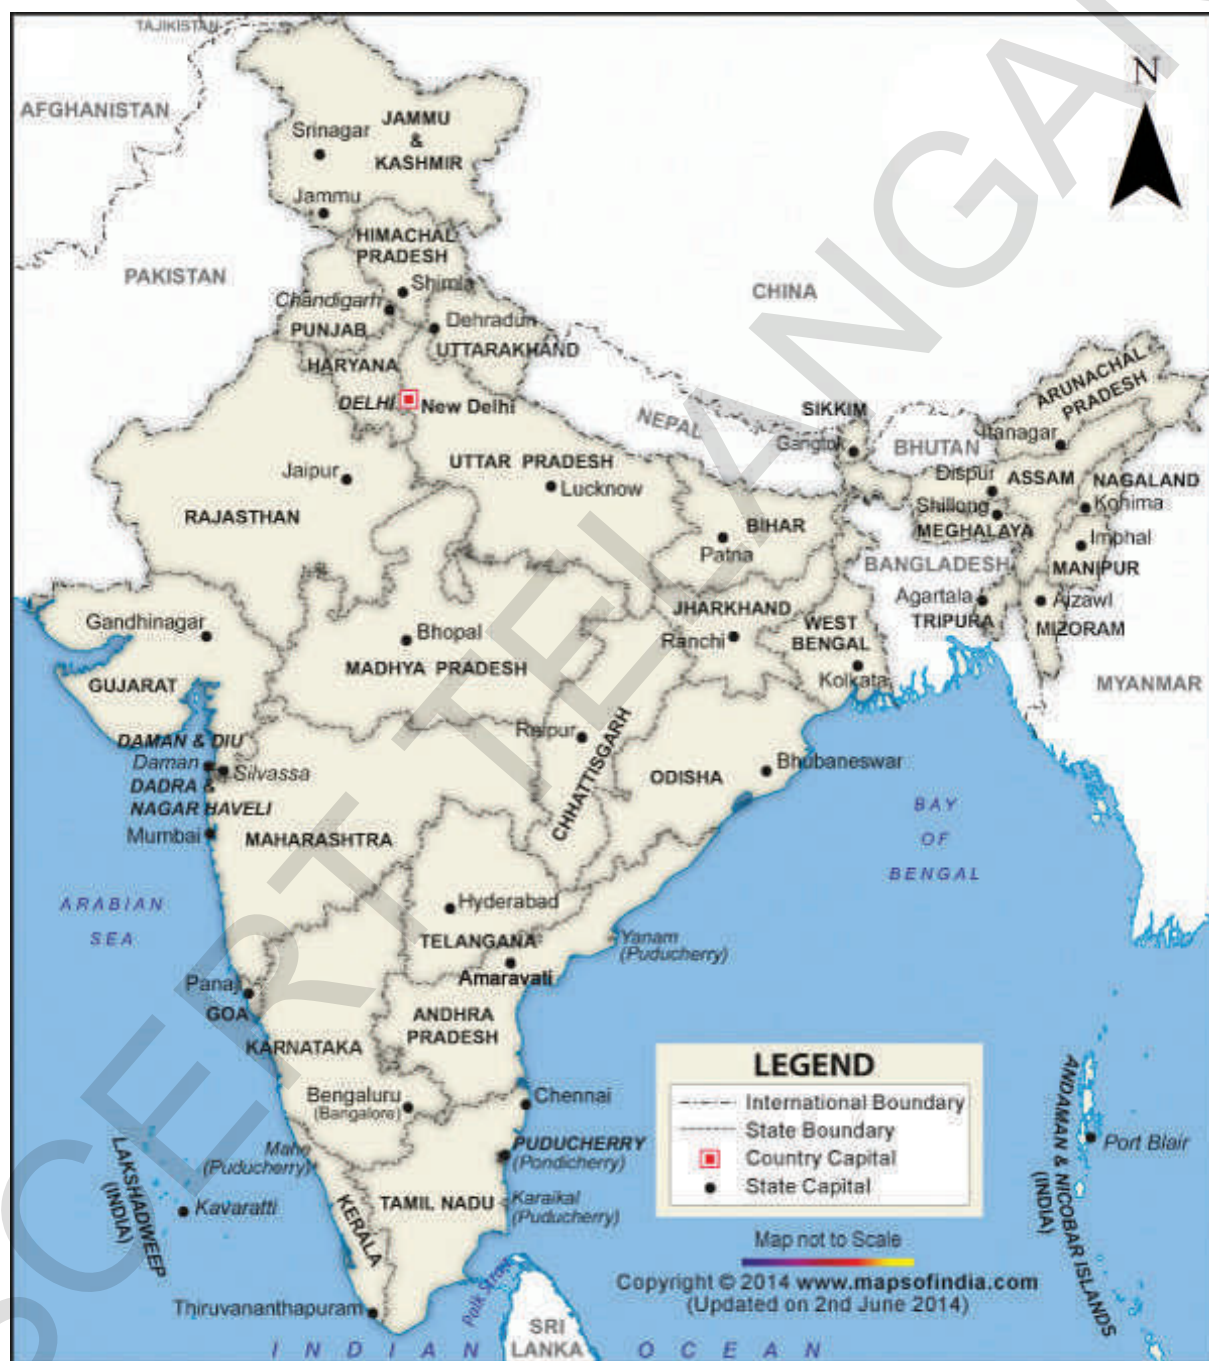 TAJIKISTAN
AFGHANISTAN
N
JAMMU
&
KASHMIR
Srinagar
Jammu
HIMACHAL
PRADESH
PAKISTAN
Shimla
CHINA
Chandigarh
PUNJAB
Dehradun
UTTARAKHAND
HARYANA
DELHI
New Delhi
ARUNACHAL
PRADESH
SIKKIM
NEPAL
Gangtok
BHUTAN
Itanagar
UTTAR PRADESH
Jaipur
Lucknow
Dispur
ASSAM
NAGALAND
RAJASTHAN
Shillong
Kohima
BIHAR
MEGHALAYA
Patna
Imphal
BANGLADESH
MANIPUR
Agartala
Aizawl
JHARKHAND
TRIPURA
MIZORAM
Gandhinagar
Bhopal
Ranchi
WEST
BENGAL
MADHYA PRADESH
GUJARAT
Kolkata
MYANMAR
Raipur
CHHATTISGARH
DAMAN & DIU
Daman
Silvassa
DADRA &
NAGAR HAVELI
ODISHA
Bhubaneswar
Mumbai
MAHARASHTRA
BAY
OF
BENGAL
ARABIAN
SEA
Hyderabad
TELANGANA
Yanam
(Puducherry)
Amaravati
Panaji
GOA
ANDHRA
PRADESH
KARNATAKA
Bengaluru
(Bangalore)
Chennai
LEGEND
International Boundary
State Boundary
Country Capital
State Capital
ANDAMAN & NICOBAR ISLANDS
(INDIA)
Port Blair
LAKSHADWEEP
(INDIA)
Kavaratti
Mahe
(Puducherry)
PUDUCHERRY
(Pondicherry)
TAMIL NADU
Karaikal
(Puducherry)
KERALA
Map not to Scale
Copyright © 2014 www.mapsofindia.com
(Updated on 2nd June 2014)
Thiruvananthapuram
Palk Strait
SRI
LANKA
INDIAN OCEAN
SCERT TELANGANA